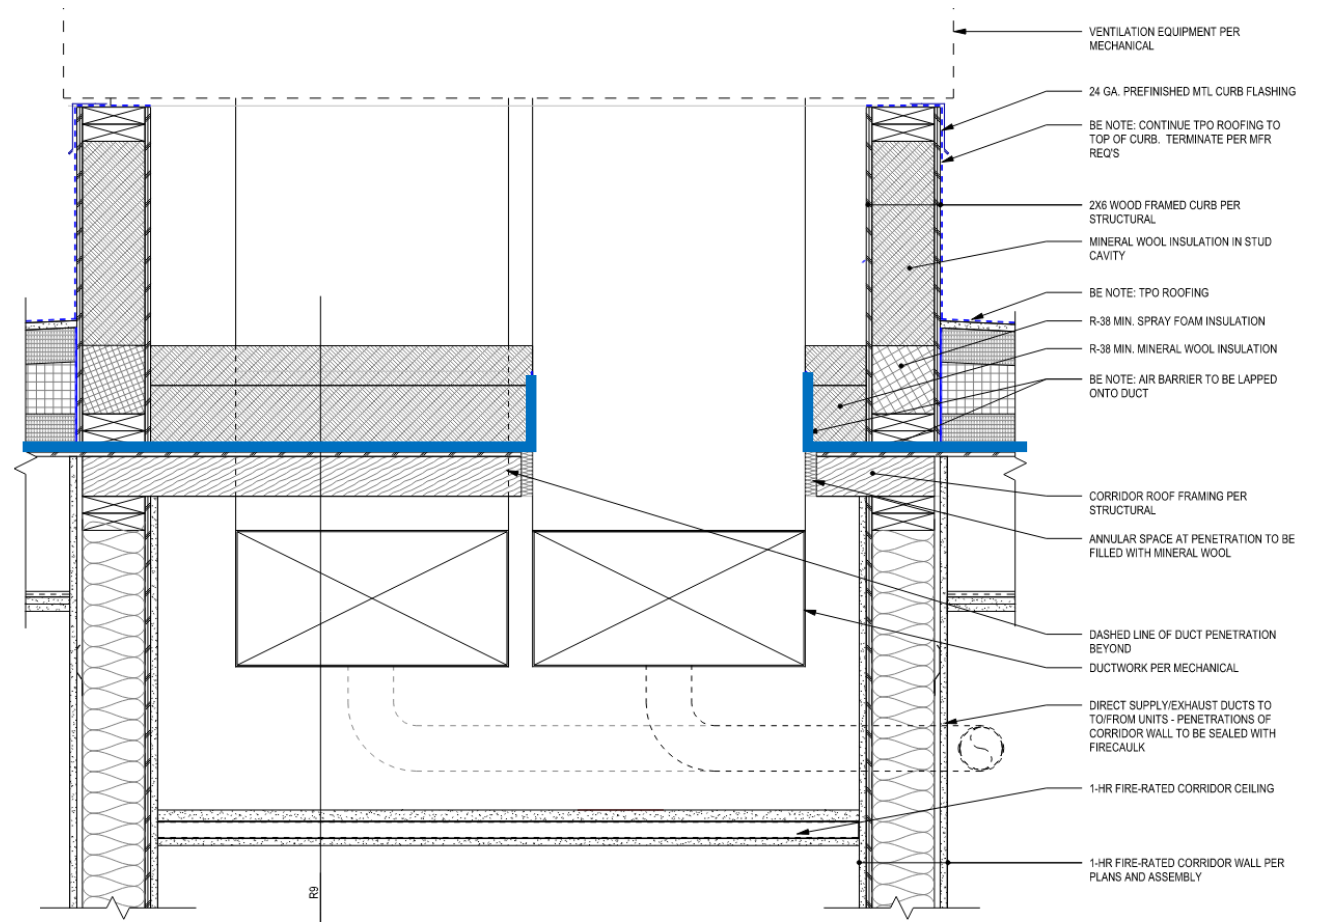 VENTILATION EQUIPMENT PER
MECHANICAL
24 GA. PREFINISHED MTL CURB FLASHING
BE NOTE: CONTINUE TPO ROOFING TO
TOP OF CURB. TERMINATE PER MFR
REQ'S
2X6 WOOD FRAMED CURB PER
STRUCTURAL
MINERAL WOOL INSULATION IN STUD
CAVITY
BE NOTE: TPO ROOFING
R-38 MIN. SPRAY FOAM INSULATION
R-38 MIN. MINERAL WOOL INSULATION
BE NOTE: AIR BARRIER TO BE LAPPED
ONTO DUCT
CORRIDOR ROOF FRAMING PER
STRUCTURAL
ANNULAR SPACE AT PENETRATION TO BE
FILLED WITH MINERAL WOOL
DASHED LINE OF DUCT PENETRATION
BEYOND
DUCTWORK PER MECHANICAL
DIRECT SUPPLY/EXHAUST DUCTS TO
TO/FROM UNITS - PENETRATIONS OF
CORRIDOR WALL TO BE SEALED WITH
FIRECAULK
1-HR FIRE-RATED CORRIDOR CEILING
1-HR FIRE-RATED CORRIDOR WALL PER
PLANS AND ASSEMBLY
R9